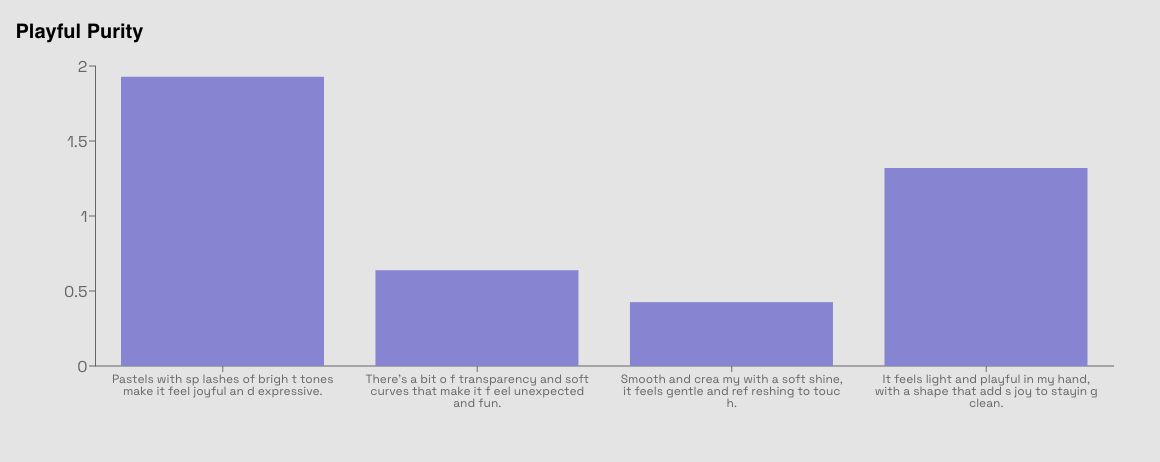 Playful Purity
2
1.5
1
0.5
0
Pastels with sp lashes of brigh t tones
make it feel joyful an d expressive.
There's a bit o f transparency and soft
curves that make it f eel unexpected
and fun.
Smooth and crea my with a soft shine,
it feels gentle and ref reshing to touc
h.
It feels light and playful in my hand,
with a shape that add s joy to stayin g
clean.